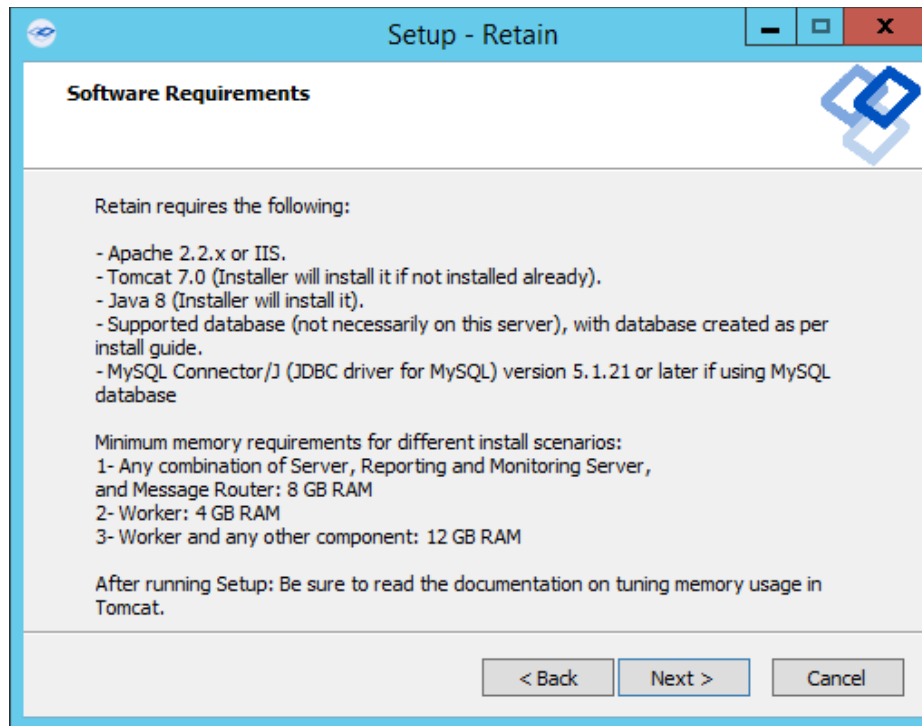 Setup - Retain
Software Requirements
Retain requires the following:
- Apache 2.2.x or IIS.
- Tomcat 7.0 (Installer will install it if not installed already).
- Java 8 (Installer will install it).
- Supported database (not necessarily on this server), with database created as per
install guide.
- MySQL Connector/J (JDBC driver for MySQL) version 5.1.21 or later if using MySQL
database
Minimum memory requirements for different install scenarios:
1- Any combination of Server, Reporting and Monitoring Server,
and Message Router: 8 GB RAM
2- Worker: 4 GB RAM
3- Worker and any other component: 12 GB RAM
After running Setup: Be sure to read the documentation on tuning memory usage in
Tomcat.
< Back Next > Cancel